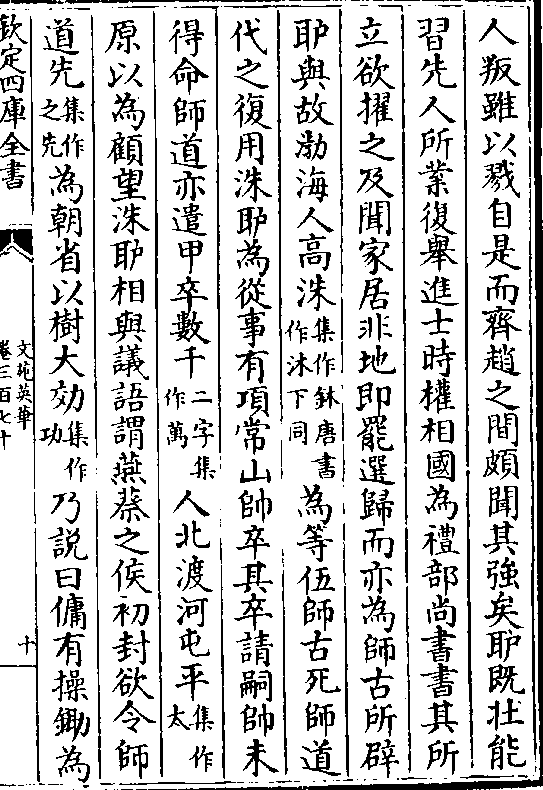 人叛雖以戮自是而齊趙之間頗聞其強矣耶既壯能
習先人所業復舉進士時權相國為禮部尚書書其所
立欲擢之及聞家居非地即罷選歸而亦為師古所辟
耶與故渤海人高洙集作鉢唐書作沐下同為等伍師古死師道
代之復用洙耶為從事有項常山帥卒其卒請嗣帥未
得命師道亦遣甲卒數千二字集作萬人北渡河屯平集作太
原以為顧望洙耶相與議語謂燕蔡之侯初封欲令師
道先集作之先為朝省以樹大効集作功乃說曰傭有操鋤為
欽定四庫全書
文苑英華
卷三百七十
十